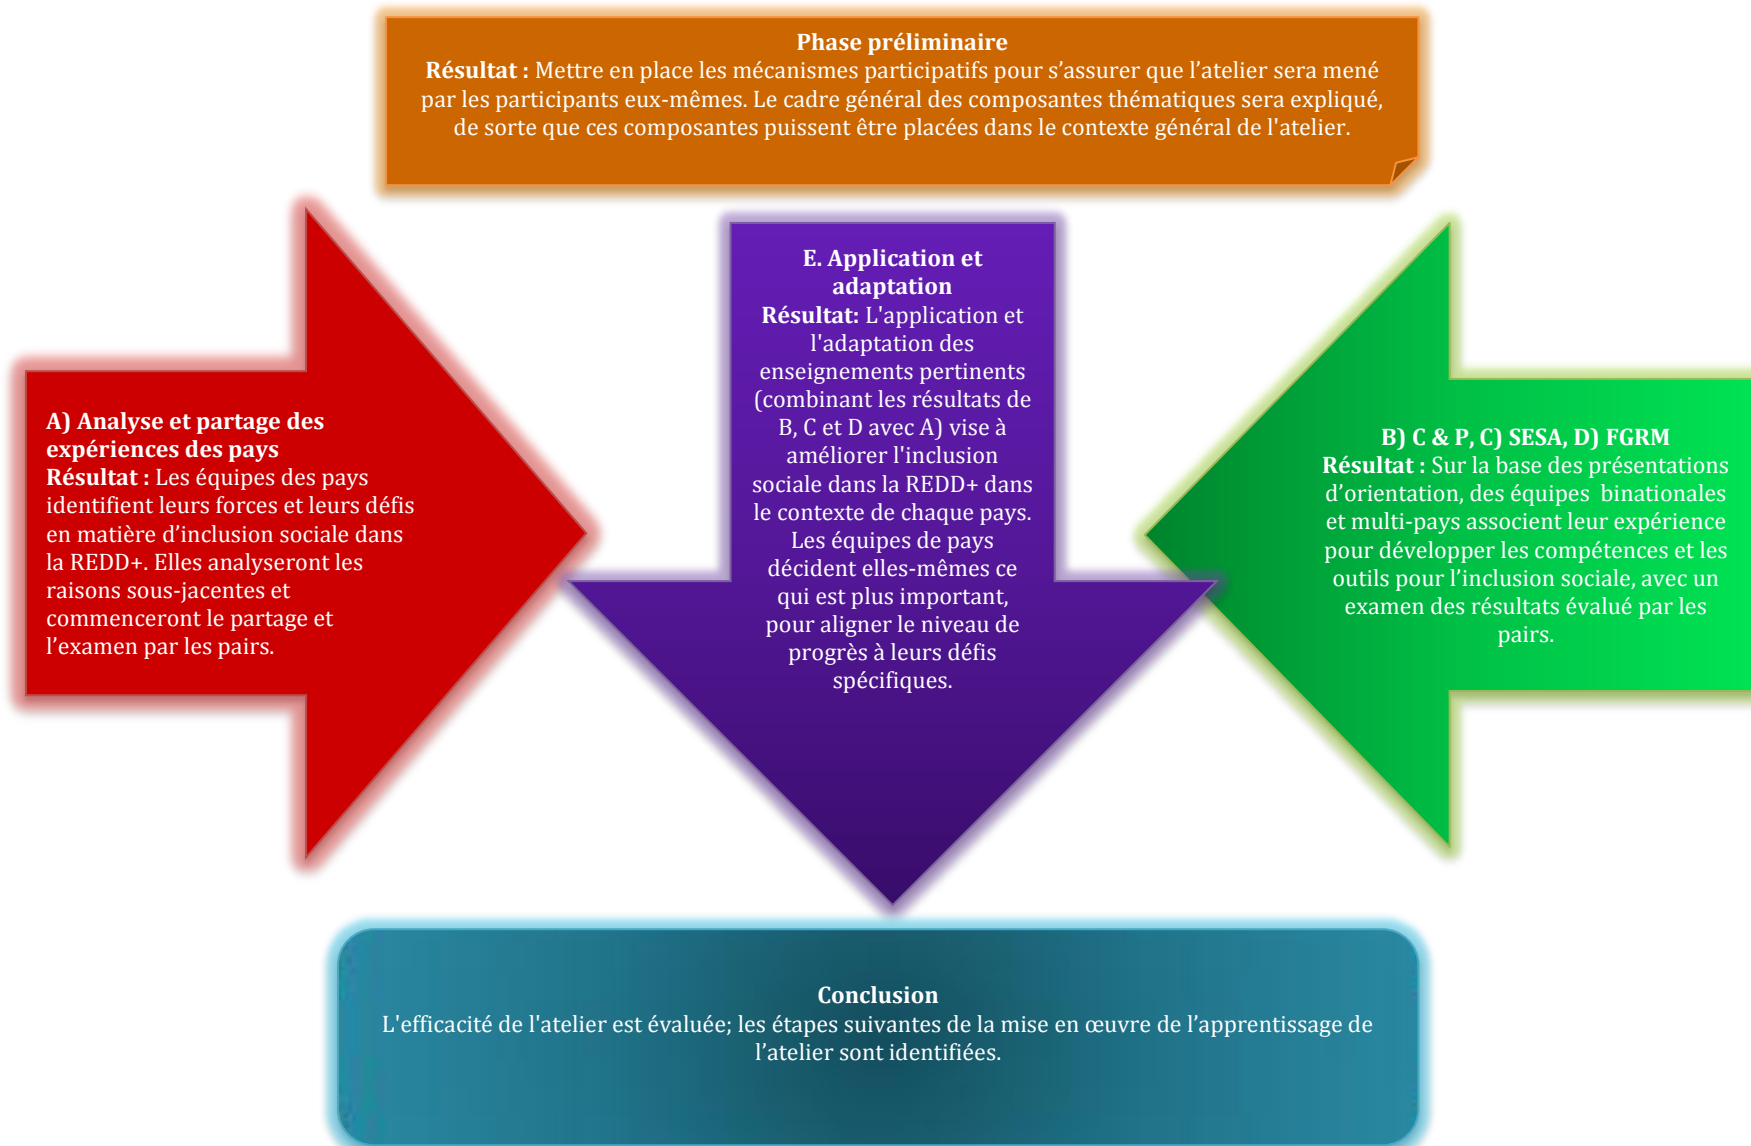 Phase préliminaire
Résultat : Mettre en place les mécanismes participatifs pour s’assurer que l’atelier sera mené
par les participants eux-mêmes. Le cadre général des composantes thématiques sera expliqué,
de sorte que ces composantes puissent être placées dans le contexte général de l'atelier.
A) Analyse et partage des
expériences des pays
Résultat : Les équipes des pays
identifient leurs forces et leurs défis
en matière d’inclusion sociale dans
la REDD+. Elles analyseront les
raisons sous-jacentes et
commenceront le partage et
l’examen par les pairs.
E. Application et
adaptation
Résultat: L'application et
l'adaptation des
enseignements pertinents
(combinant les résultats de
B, C et D avec A) vise à
améliorer l'inclusion
sociale dans la REDD+ dans
le contexte de chaque pays.
Les équipes de pays
décident elles-mêmes ce
qui est plus important,
pour aligner le niveau de
progrès à leurs défis
spécifiques.
B) C & P, C) SESA, D) FGRM
Résultat : Sur la base des présentations
d’orientation, des équipes binationales
et multi-pays associent leur expérience
pour développer les compétences et les
outils pour l’inclusion sociale, avec un
examen des résultats évalué par les
pairs.
Conclusion
L'efficacité de l'atelier est évaluée; les étapes suivantes de la mise en œuvre de l’apprentissage de
l’atelier sont identifiées.